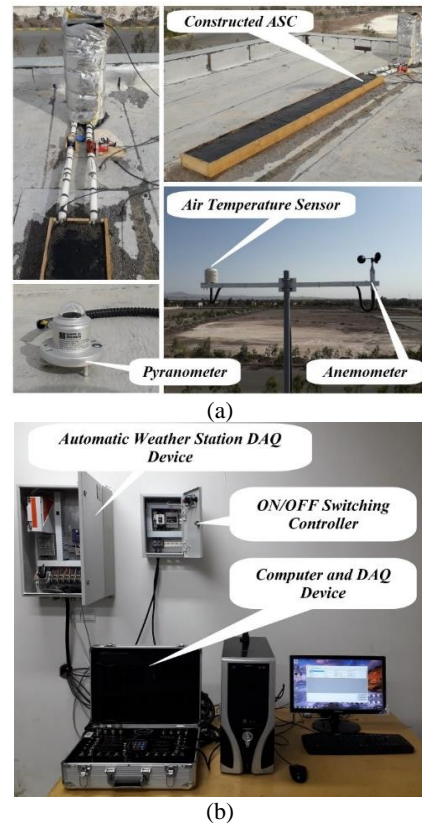 Constructed ASC
Air Temperature Sensor
Pyranometer
Anemometer
(a)
Automatic Weather Station DAQ
Device
ON/OFF Switching
Controller
Computer and DAQ
Device
(b)